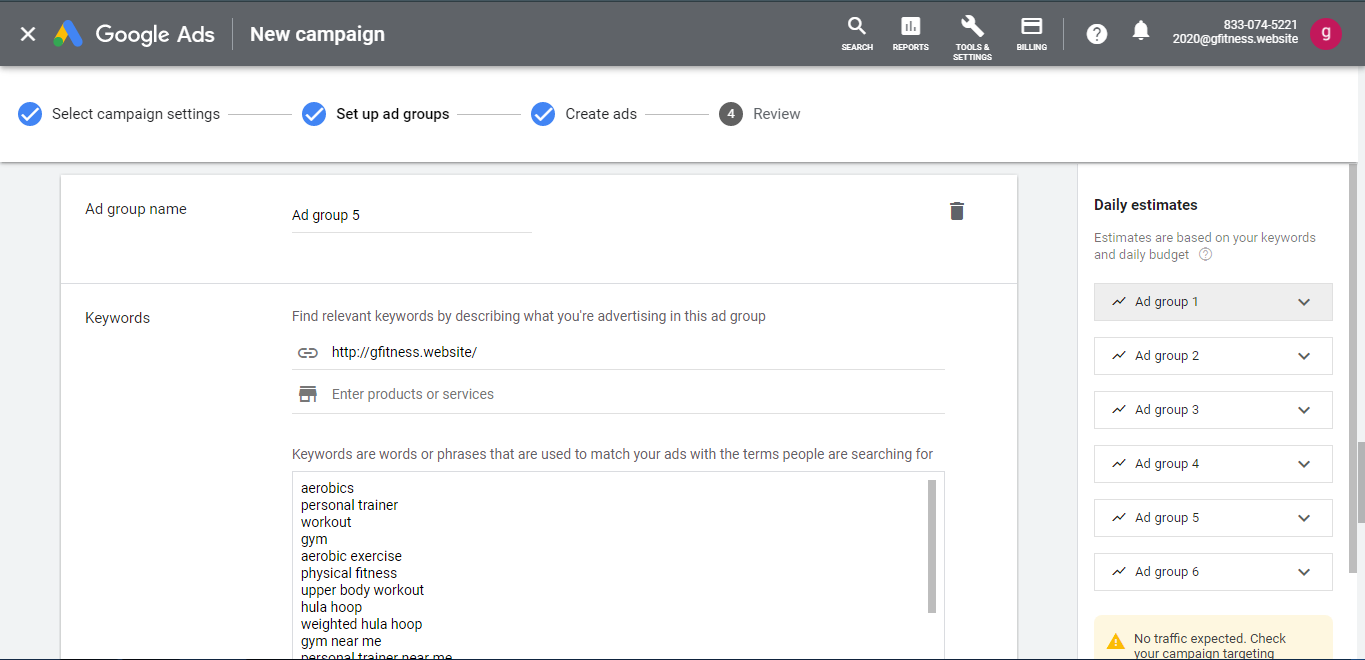 Google Ads
New campaign
SEARCH
REPORTS
TOOLS &
SETTINGS
BILLING
833-074-5221
2020@gfitness.website
g
Select campaign settings
Set up ad groups
Create ads
4
Review
Ad group name
Ad group 5
Keywords
Find relevant keywords by describing what you're advertising in this ad group
http://gfitness.website/
Enter products or services
Keywords are words or phrases that are used to match your ads with the terms people are searching for
aerobics
personal trainer
workout
gym
aerobic exercise
physical fitness
upper body workout
hula hoop
weighted hula hoop
gym near me
personal trainer near me
Daily estimates
Estimates are based on your keywords
and daily budget
Ad group 1
Ad group 2
Ad group 3
Ad group 4
Ad group 5
Ad group 6
No traffic expected. Check
your campaign targeting